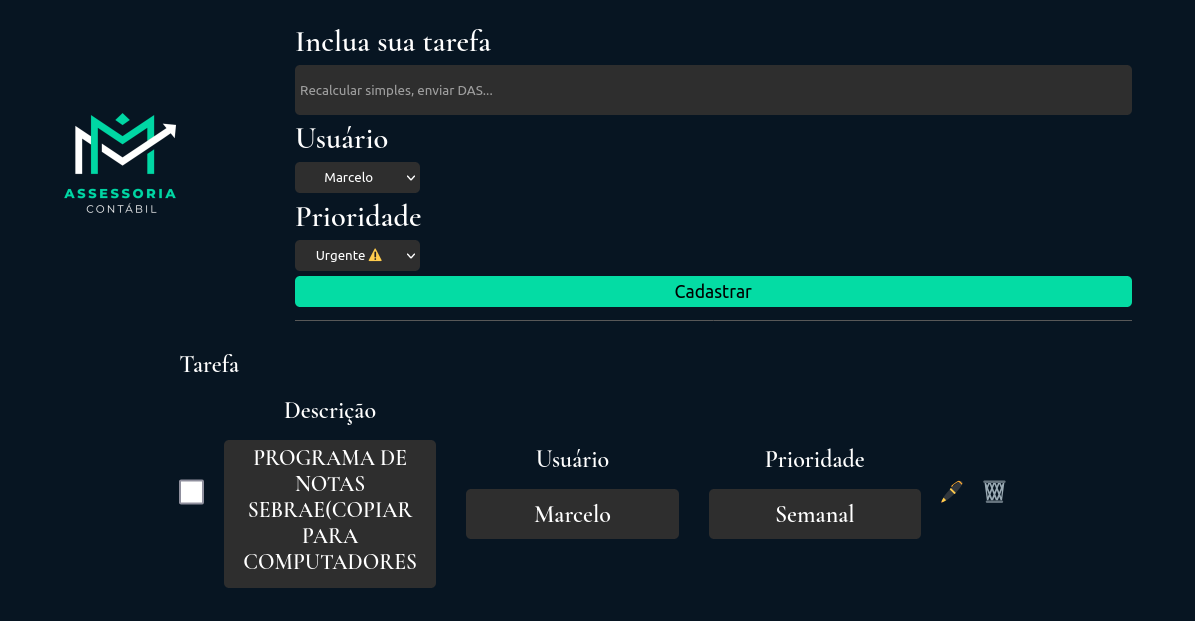 Inclua sua tarefa
Recalcular simples, enviar DAS...
Usuário
Marcelo
Prioridade
Urgente ⚠️
Cadastrar
ASSESSORIA
CONTÁBIL
Tarefa
Descrição
PROGRAMA DE
NOTAS
SEBRAE(COPIAR
PARA
COMPUTADORES
Usuário
Marcelo
Prioridade
Semanal